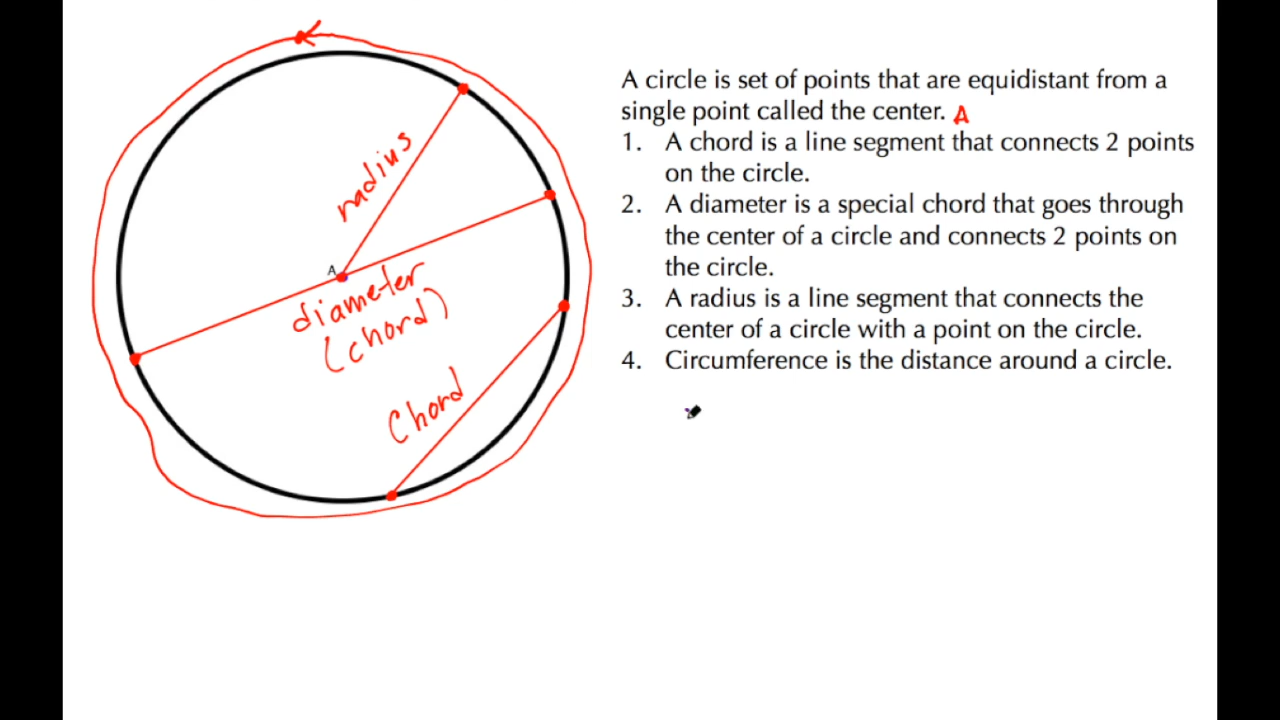 radius
A
diameter
(chord)
Chord
A circle is set of points that are equidistant from a
single point called the center. A
1. A chord is a line segment that connects 2 points
on the circle.
2. A diameter is a special chord that goes through
the center of a circle and connects 2 points on
the circle.
3. A radius is a line segment that connects the
center of a circle with a point on the circle.
4. Circumference is the distance around a circle.